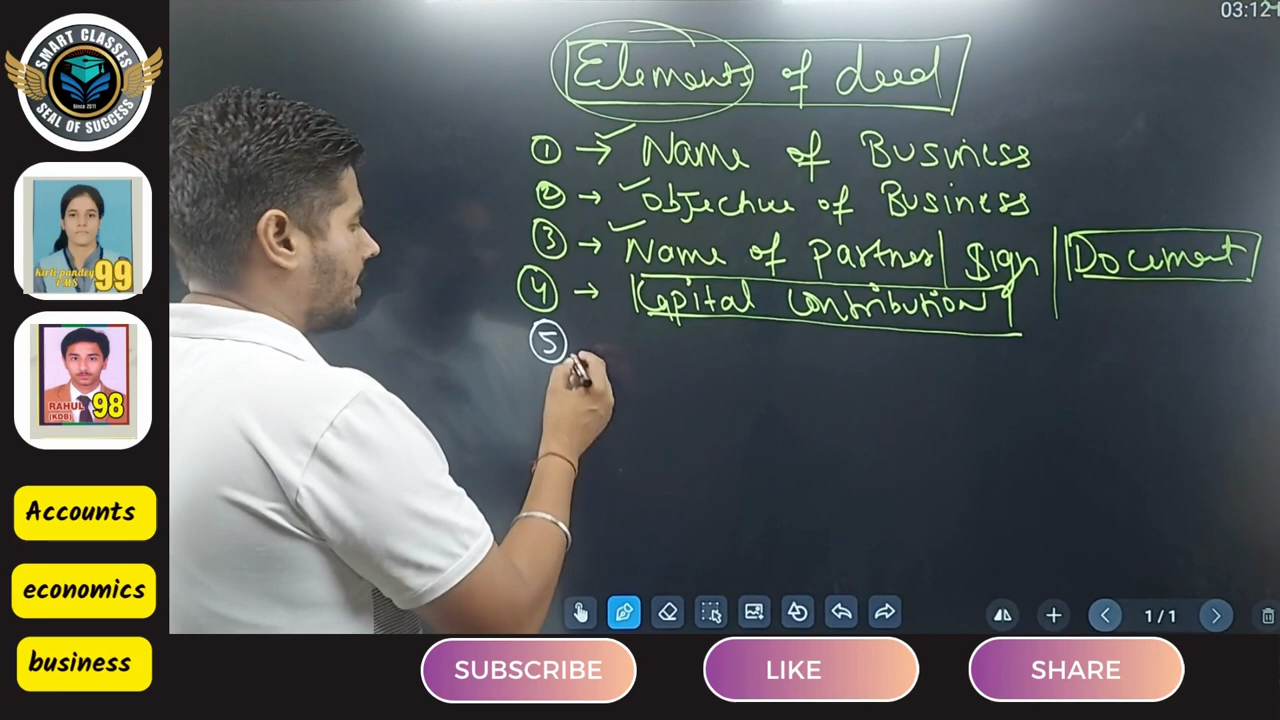 03:12
SMART CLASSES
Since 2011
SEAL OF SUCCESS
Elements of deed
① → Name of Business
② → Objective of Business
③ → Name of Partner | Sign | Document
④ → Kapital Contribution
⑤
kirti pandey 99
RAHUL 98
(KDB)
Accounts
economics
business
1/1
SUBSCRIBE
LIKE
SHARE